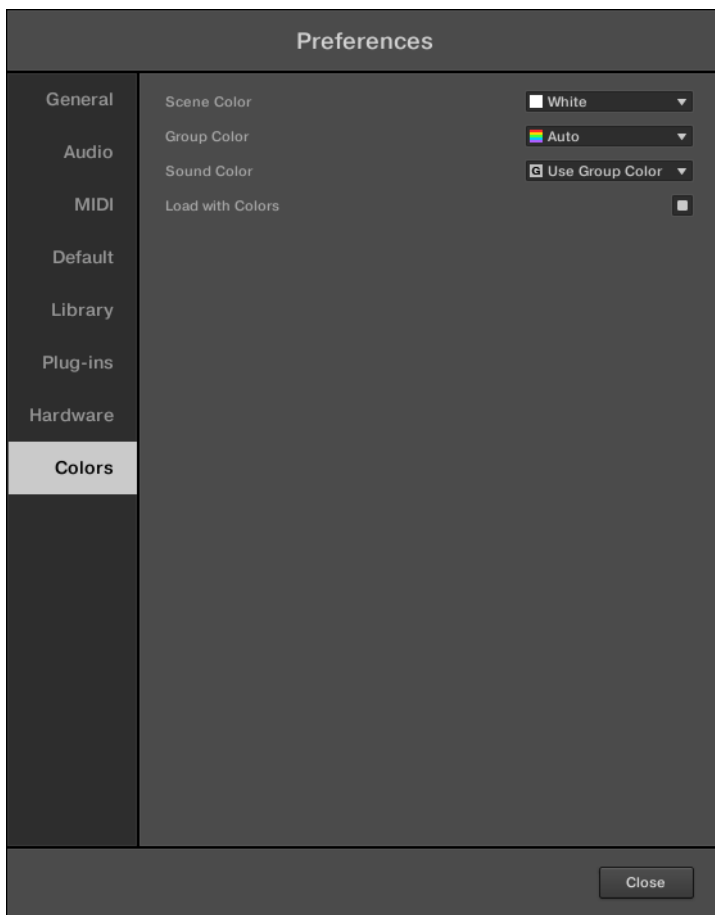 Preferences
General
Audio
MIDI
Default
Library
Plug-ins
Hardware
Colors
Scene Color White
Group Color Auto
Sound Color G Use Group Color
Load with Colors
Close